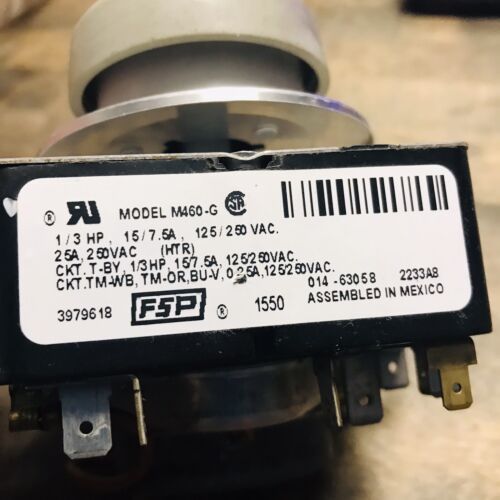 ® RU MODEL M460-G SA
1/3 HP, 15/7.5A, 125/250 VAC.
25A, 250VAC (HTR)
CKT. T-BY, 1/3HP, 15/7.5A, 125/250VAC.
CKT.TM-WB, TM-OR, BU-V, 0.25A, 125/250VAC.
014-63058 2233A8
3979618 FSP ® 1550 ASSEMBLED IN MEXICO